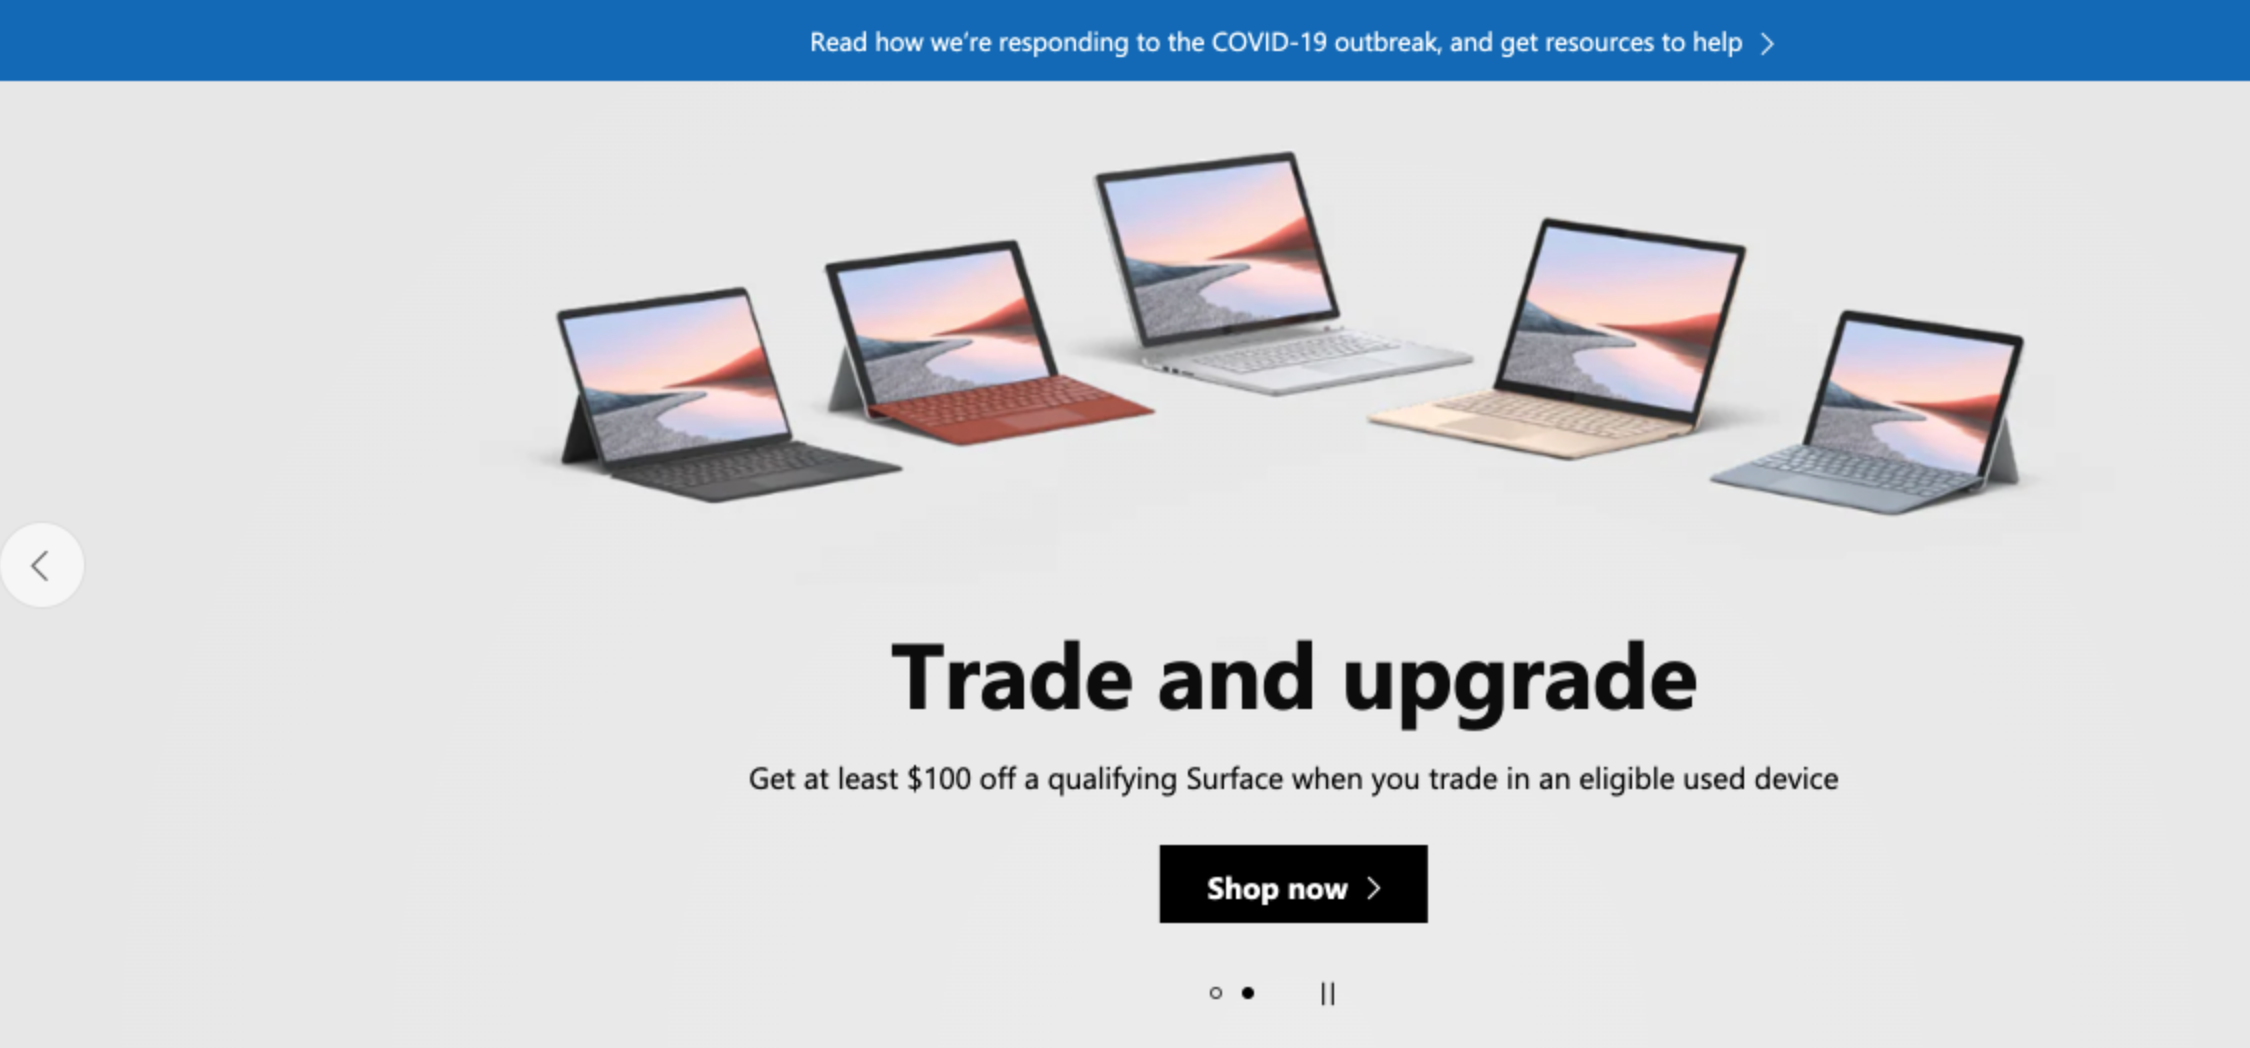 Read how we're responding to the COVID-19 outbreak, and get resources to help
Trade and upgrade
Get at least $100 off a qualifying Surface when you trade in an eligible used device
Shop now